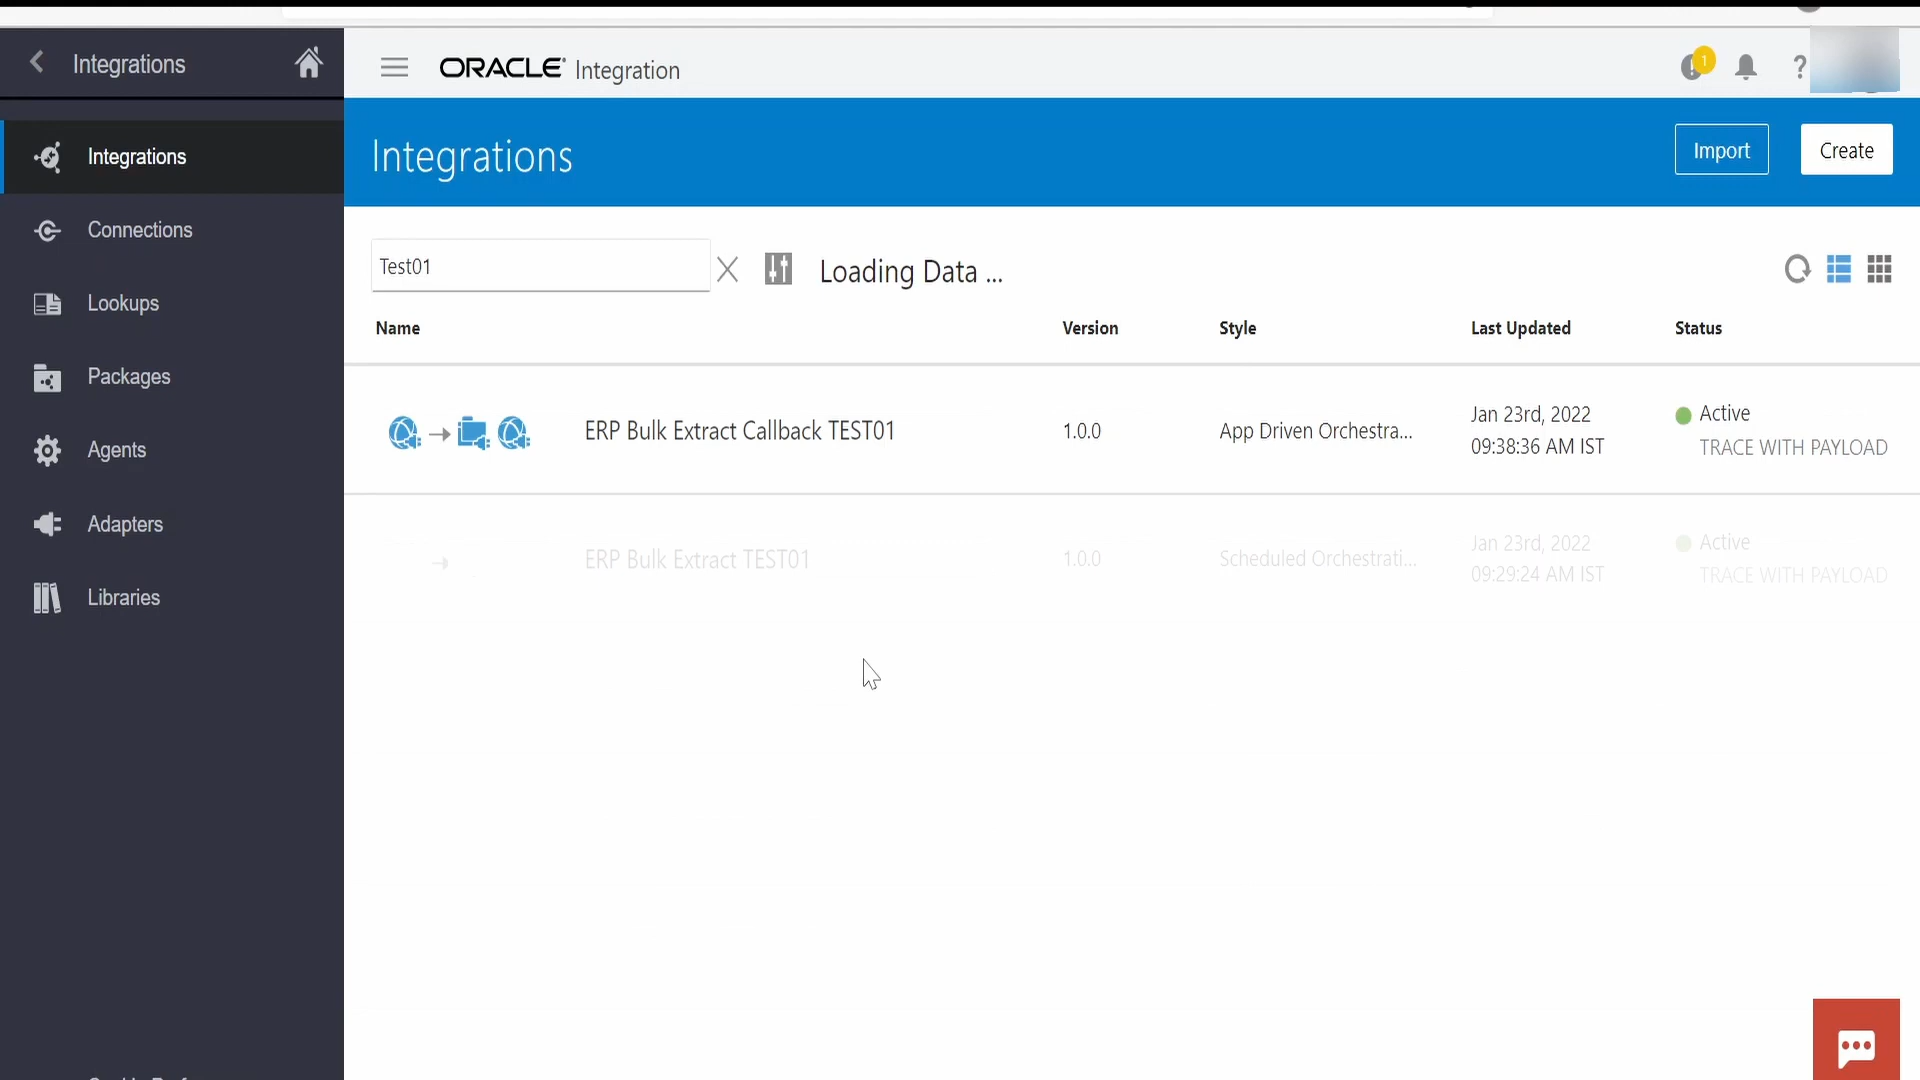 Integrations
ORACLE Integration
1
?
Integrations
Integrations
Import
Create
Connections
Test01
Loading Data ...
Lookups
Name
Version
Style
Last Updated
Status
Packages
ERP Bulk Extract Callback TEST01
1.0.0
App Driven Orchestra...
Jan 23rd, 2022
09:38:36 AM IST
Active
TRACE WITH PAYLOAD
Agents
Adapters
ERP Bulk Extract TEST01
1.0.0
Scheduled Orchestrati...
Jan 23rd, 2022
09:29:24 AM IST
Active
TRACE WITH PAYLOAD
Libraries